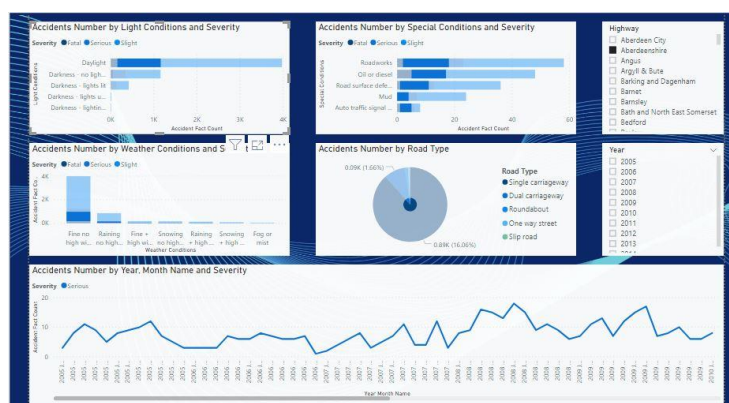 Accidents Number by Light Conditions and Severity
Severity Fatal Serious Slight
Light Conditions
Daylight
Darkness - no ligh...
Darkness - lights lit
Darkness - lights u...
Darkness - lightin...
0K 1K 2K 3K 4K
Accident Fact Count
Accidents Number by Special Conditions and Severity
Severity Fatal Serious Slight
Special Conditions
Roadworks
Oil or diesel
Road surface defe...
Mud
Auto traffic signal ...
0 20 40 60
Accident Fact Count
Highway
Aberdeen City
Aberdeenshire
Angus
Argyll & Bute
Barking and Dagenham
Barnet
Barnsley
Bath and North East Somerset
Bedford
Accidents Number by Weather Conditions and S
Severity Fatal Serious Slight
Accident Fact Co...
4K
2K
0K
Fine no high wi...
Raining no high...
Fine + high wi...
Snowing no high...
Raining + high ...
Snowing + high ...
Fog or mist
Weather Conditions
Accidents Number by Road Type
0.09K (1.66%)
0.89K (16.06%)
Road Type
Single carriageway
Dual carriageway
Roundabout
One way street
Slip road
Year
2005
2006
2007
2008
2009
2010
2011
2012
2013
Accidents Number by Year, Month Name and Severity
Severity Serious
Accident Fact Count
20
10
0
Year Month Name